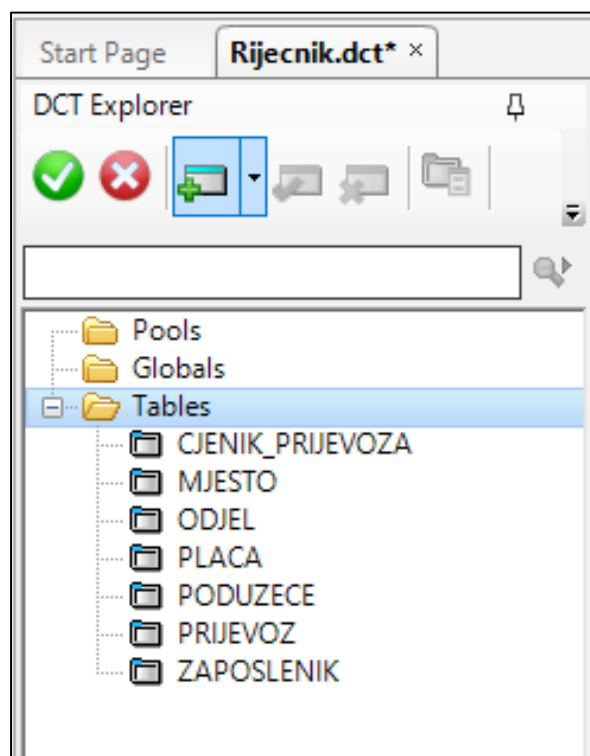 Start Page Rijecnik.dct* ×
DCT Explorer
Pools
Globals
Tables
CJENIK_PRIJEVOZA
MJESTO
ODJEL
PLACA
PODUZECE
PRIJEVOZ
ZAPOSLENIK